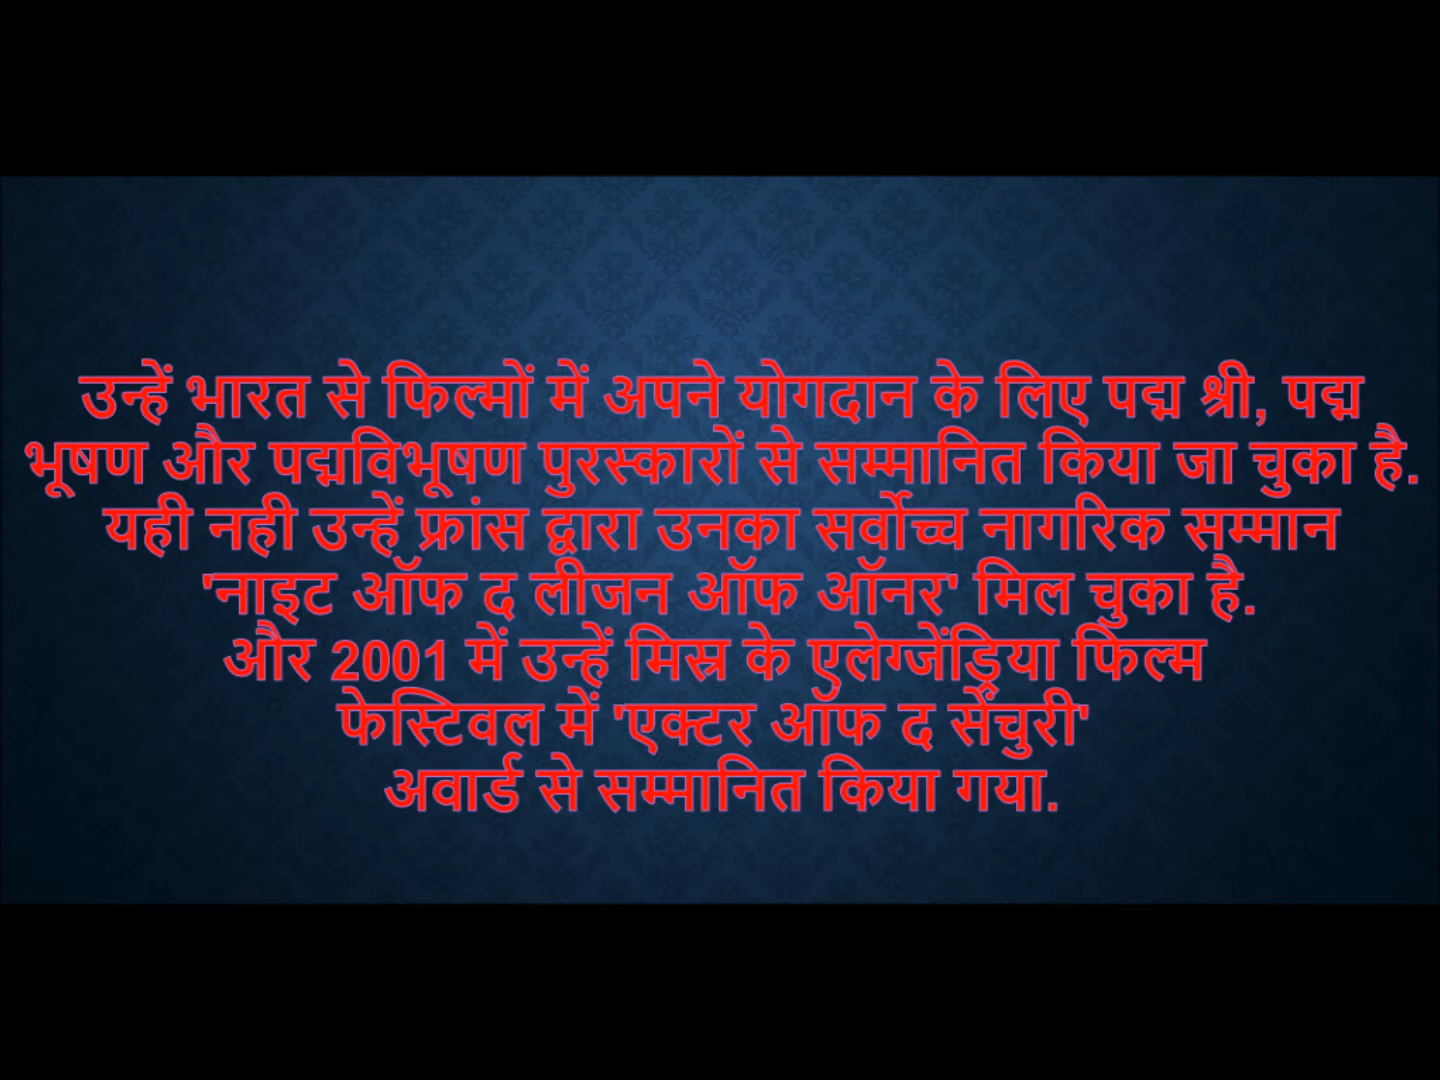 उन्हें भारत से फिल्मों में अपने योगदान के लिए पद्म श्री, पद्म
भूषण और पद्मविभूषण पुरस्कारों से सम्मानित किया जा चुका है.
यही नही उन्हें फ्रांस द्वारा उनका सर्वोच्च नागरिक सम्मान
'नाइट ऑफ द लीजन ऑफ ऑनर' मिल चुका है.
और 2001 में उन्हें मिस्र के एलेग्जेंड्रिया फिल्म
फेस्टिवल में 'एक्टर ऑफ द सेंचुरी'
अवार्ड से सम्मानित किया गया.